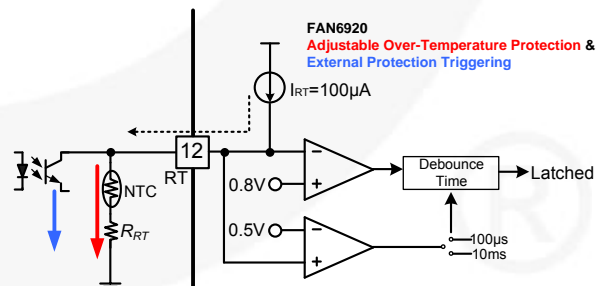 FAN6920
Adjustable Over-Temperature Protection &
External Protection Triggering
IRT=100µA
12
RT
NTC
RRT
0.8V
0.5V
−
+
−
+
Debounce
Time
Latched
100µs
10ms